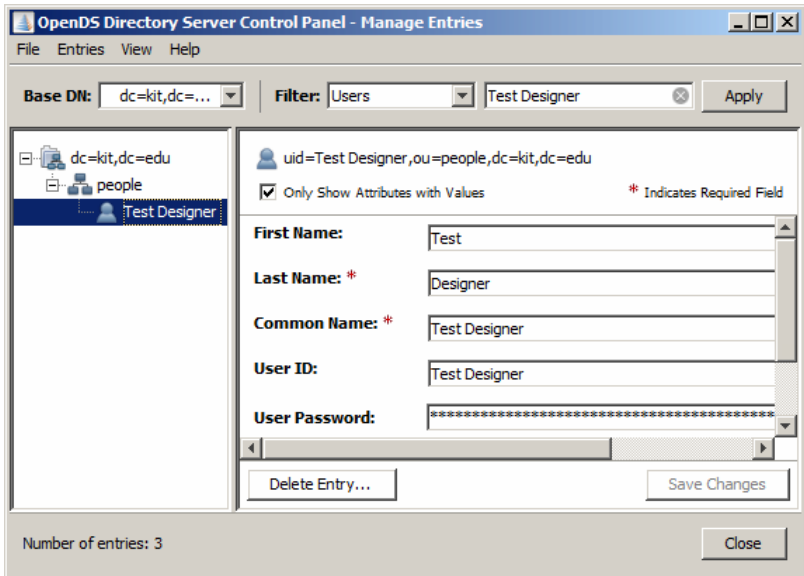 OpenDS Directory Server Control Panel - Manage Entries
File Entries View Help
Base DN: dc=kit,dc=... Filter: Users Test Designer Apply
dc=kit,dc=edu
people
Test Designer
uid=Test Designer,ou=people,dc=kit,dc=edu
Only Show Attributes with Values * Indicates Required Field
First Name: Test
Last Name: * Designer
Common Name: * Test Designer
User ID: Test Designer
User Password: ******************************************
Delete Entry... Save Changes
Number of entries: 3 Close